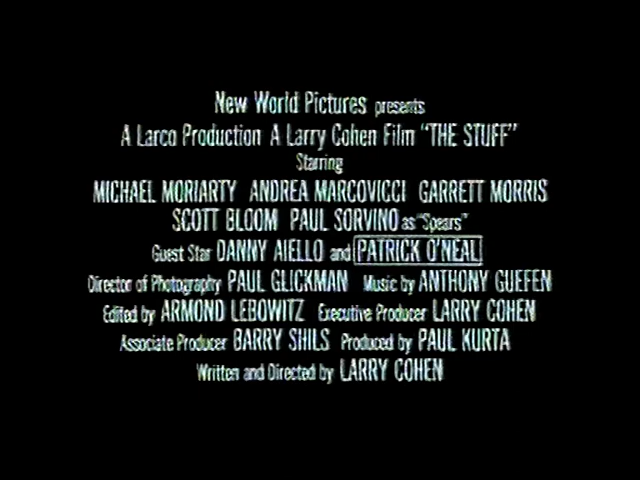 New World Pictures presents
A Larco Production A Larry Cohen Film "THE STUFF"
Starring
MICHAEL MORIARTY ANDREA MARCOVICCI GARRETT MORRIS
SCOTT BLOOM PAUL SORVINO as "Spears"
Guest Star DANNY AIELLO and PATRICK O'NEAL
Director of Photography PAUL GLICKMAN Music by ANTHONY GUEFEN
Edited by ARMOND LEBOWITZ Executive Producer LARRY COHEN
Associate Producer BARRY SHILS Produced by PAUL KURTA
Written and Directed by LARRY COHEN